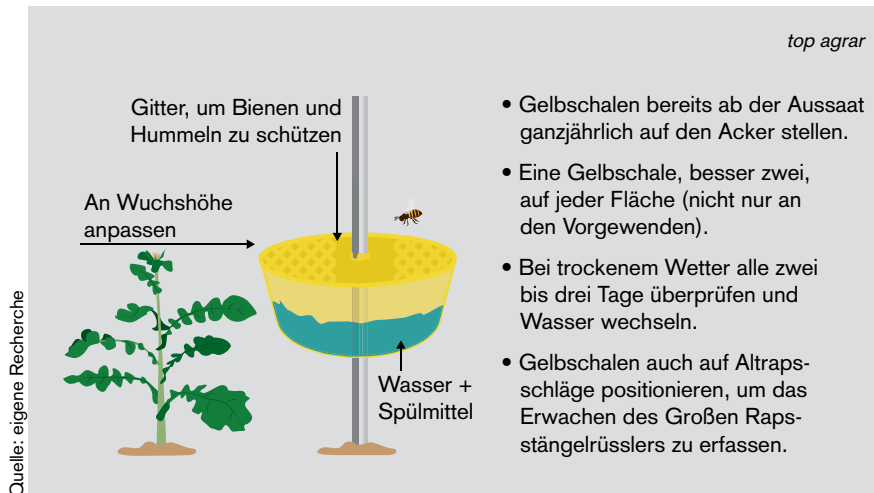 top agrar
Gitter, um Bienen und
Hummeln zu schützen
An Wuchshöhe
anpassen
Wasser +
Spülmittel
• Gelbschalen bereits ab der Aussaat
ganzjährlich auf den Acker stellen.
• Eine Gelbschale, besser zwei,
auf jeder Fläche (nicht nur an
den Vorgewenden).
• Bei trockenem Wetter alle zwei
bis drei Tage überprüfen und
Wasser wechseln.
• Gelbschalen auch auf Altraps-
schläge positionieren, um das
Erwachen des Großen Raps-
stängelrüsslers zu erfassen.
Quelle: eigene Recherche